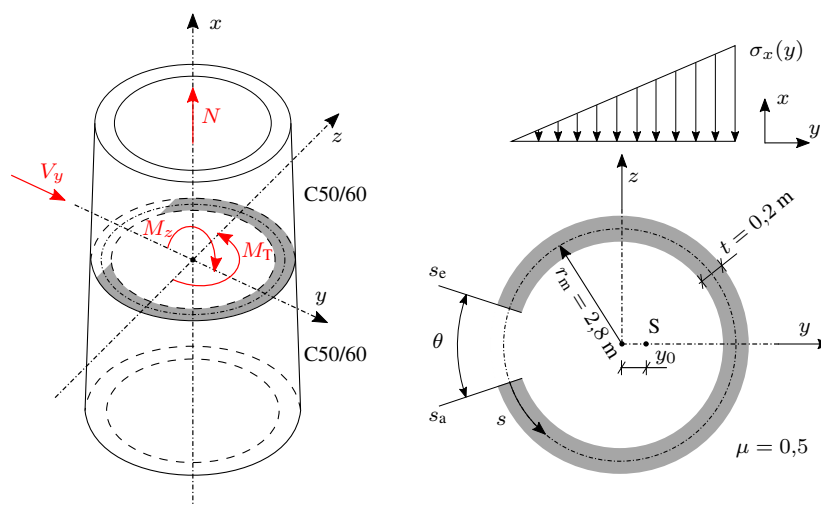 x
N
z
V_y
C50/60
M_z
M_T
y
C50/60
σ_x(y)
x
y
z
t = 0,2 m
s_e
r_m = 2,8 m
S
y
θ
y_0
s_a
s
μ = 0,5